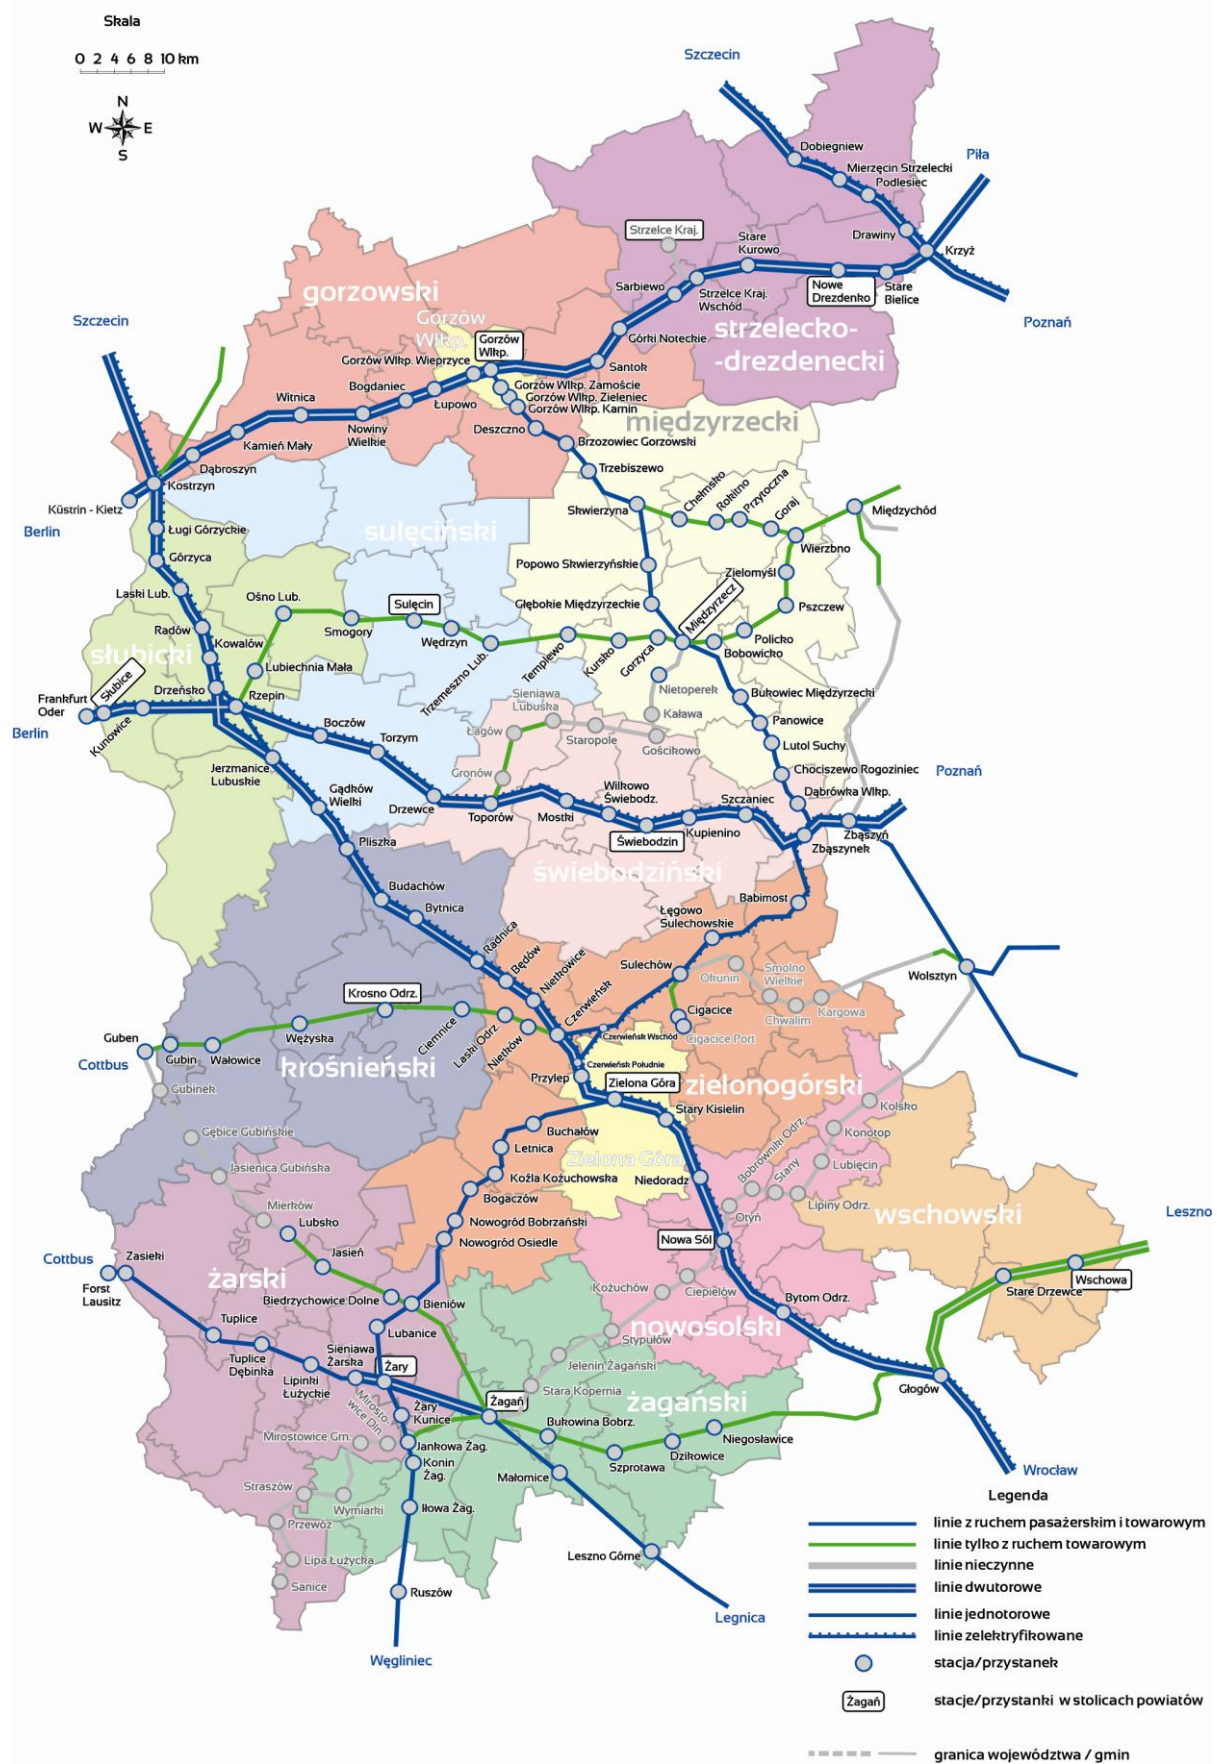 Skala
0 2 4 6 8 10 km
N
W E
S
Szczecin
Dobiegniew
Mierzęcin Strzelecki
Podlesiec
Piła
Drawiny
Krzyż
Strzelce Kraj.
Stare
Kurowo
Sarbiewo
Strzelce Kraj.
Wschód
Nowe
Drezdenko
Stare
Bielice
Poznań
gorzowski
Gorzów
Wlkp.
strzelecko-
-drezdenecki
Szczecin
Gorzów
Wlkp.
Górki Noteckie
Gorzów Wlkp. Wieprzyce
Santok
Bogdaniec
Gorzów Wlkp. Zamoście
Gorzów Wlkp. Zieleniec
Gorzów Wlkp. Karnin
Witnica
Łupowo
Nowiny
Wielkie
Deszczno
międzyrzecki
Kamień Mały
Brzozowiec Gorzowski
Dąbroszyn
Trzebiszewo
Kostrzyn
Küstrin - Kietz
Berlin
Skwierzyna
Chełmsko
Rokitno
Przytoczna
Goraj
Międzychód
Wierzbno
Ługi Górzyckie
sulęciński
Górzyca
Popowo Skwierzyńskie
Zielomyśl
Laski Lub.
Ośno Lub.
Sulęcin
Głębokie Międzyrzeckie
Międzyrzecz
Pszczew
Radów
Smogory
Wędrzyn
Policko
Kowalów
Trzemeszno Lub.
Templewo
Kursko
Gorzyca
Bobowicko
słubicki
Lubiechnia Mała
Nietoperek
Bukowiec Międzyrzecki
Frankfurt
Oder
Słubice
Drzeńsko
Rzepin
Kunowice
Berlin
Sieniawa
Lubuska
Kaława
Panowice
Boczów
Łagów
Staropole
Gościkowo
Lutol Suchy
Torzym
Gronów
Chociszewo Rogoziniec
Poznań
Jerzmanice
Lubuskie
Gądków
Wielki
Drzewce
Toporów
Mostki
Wilkowo
Świebodz.
Świebodzin
Kupienino
Szczaniec
Dąbrówka Wlkp.
Zbąszyń
Zbąszynek
Pliszka
świebodziński
Budachów
Bytnica
Babimost
Łęgowo
Sulechowskie
Radnica
Będów
Nietkowice
Czerwieńsk
Sulechów
Okunin
Smolno
Wielkie
Wolsztyn
Chwalim
Kargowa
Krosno Odrz.
Ciemnice
Laski Odrz.
Nietków
Cigacice
Cigacice Port
Czerwieńsk Wschód
Guben
Gubin
Wałowice
Wężyska
Cottbus
krośnieński
Czerwieńsk Południe
Przylep
Zielona Góra
zielonogórski
Gubinek
Stary Kisielin
Kolsko
Gębice Gubińskie
Buchałów
Konotop
Letnica
Zielona Góra
Bobrowniki Odrz.
Stany
Lubięcin
Jasienica Gubińska
Koźla Kożuchowska
Niedoradz
Lipiny Odrz.
Bogaczów
Otyń
wschowski
Leszno
Mierków
Lubsko
Nowogród Bobrzański
Nowogród Osiedle
Nowa Sól
Cottbus
Zasieki
Jasień
żarski
Forst
Lausitz
Biedrzychowice Dolne
Bieniów
Kożuchów
Ciepielów
Bytom Odrz.
Wschowa
Stare Drzewce
Tuplice
Lubanice
nowosolski
Stypułów
Tuplice
Dębinka
Sieniawa
Żarska
Żary
Jelenin Żagański
Lipinki
Łużyckie
Stara Kopernia
Głogów
Mirosto-
wice Dln.
Żary
Kunice
Żagań
żagański
Bukowina Bobrz.
Niegosławice
Mirostowice Grn.
Jankowa Żag.
Dzikowice
Konin
Żag.
Szprotawa
Małomice
Straszów
Wymiarki
Iłowa Żag.
Wrocław
Przewóz
Leszno Górne
Lipa Łużycka
Sanice
Ruszów
Legnica
Węgliniec
Legenda
linie z ruchem pasażerskim i towarowym
linie tylko z ruchem towarowym
linie nieczynne
linie dwutorowe
linie jednotorowe
linie zelektryfikowane
stacja/przystanek
Żagań
stacje/przystanki w stolicach powiatów
granica województwa / gmin